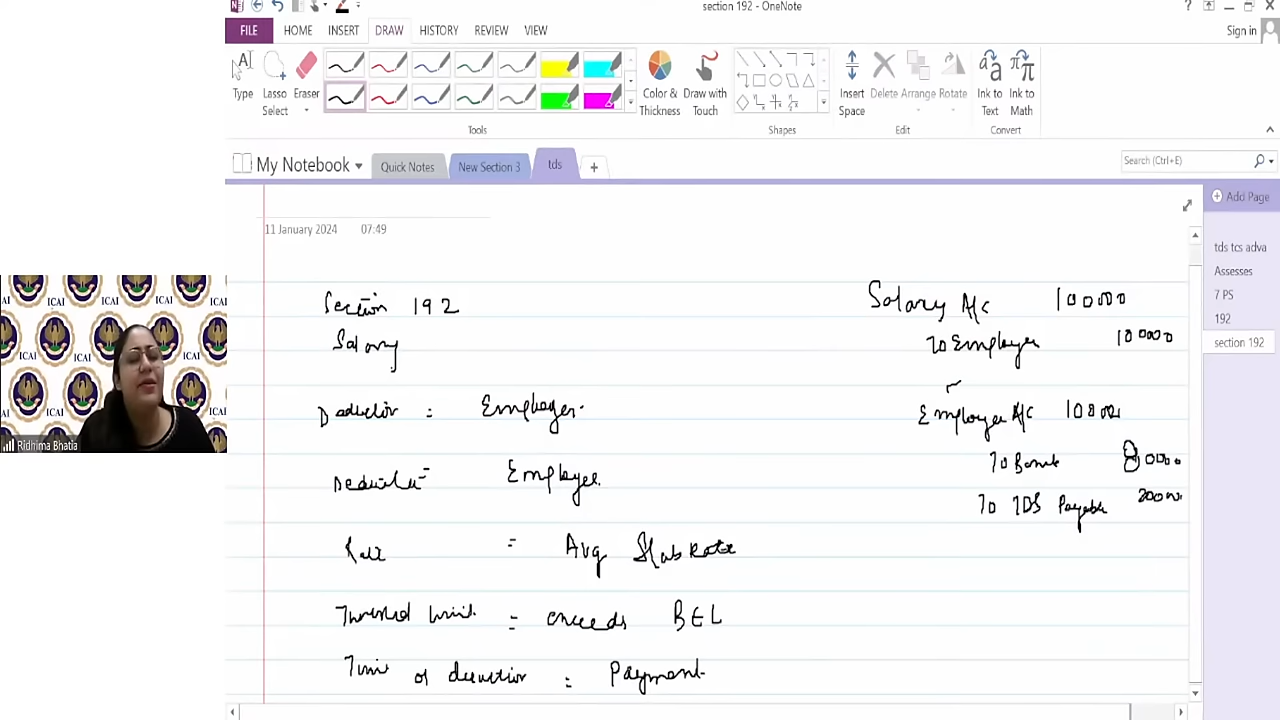 section 192 - OneNote
Sign in
FILE HOME INSERT DRAW HISTORY REVIEW VIEW
Type Lasso Select Eraser
Color & Thickness Draw with Touch
Insert Space Delete Arrange Rotate
Ink to Text Ink to Math
Tools Shapes Edit Convert
My Notebook Quick Notes New Section 3 tds +
Search (Ctrl+E)
Add Page
tds tcs adva
Assesses
7 PS
192
section 192
11 January 2024 07:49
Section 192
Salary
Deductor = Employer.
Employee
Rate = Avg Slab Rate
limit = exceeds BEL
Time of deduction = Payment
Salary A/c 100000
To Employee 100000
Employee A/c
To Bank 80000
To TDS Payable 20000
ICAI
ICAI
ICAI
ICAI
ICAI
ICAI
Ridhima Bhatia